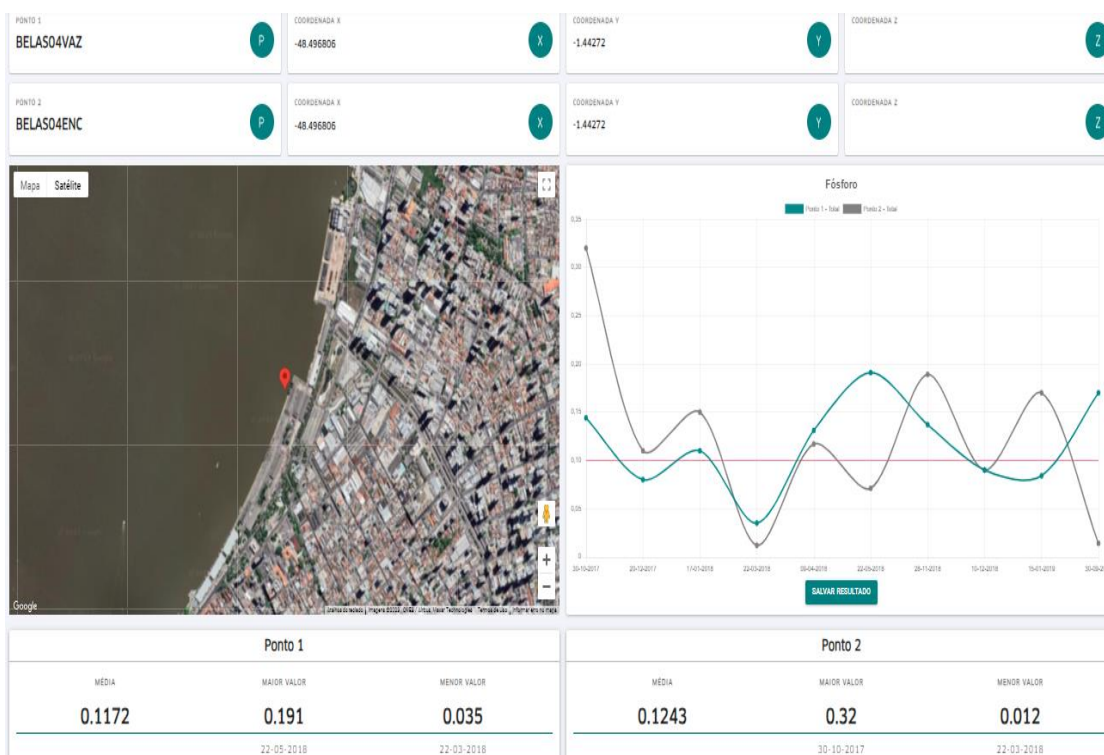 PONTO 1
BELAS04VAZ
P
COORDENADA X
-48.496806
X
COORDENADA Y
-1.44272
Y
COORDENADA Z
Z
PONTO 2
BELAS04ENC
P
COORDENADA X
-48.496806
X
COORDENADA Y
-1.44272
Y
COORDENADA Z
Z
Mapa Satélite
Google
Termos de Uso
Fósforo
Ponto 1 - Total Ponto 2 - Total
0,25
0,30
0,25
0,20
0,15
0,10
0,05
0
30-10-2017 20-12-2017 17-01-2018 22-03-2018 09-04-2018 22-05-2018 28-11-2018 10-12-2018 15-01-2019
SALVAR RESULTADO
Ponto 1
MÉDIA MAIOR VALOR MENOR VALOR
0.1172 0.191 0.035
22-05-2018 22-03-2018
Ponto 2
MÉDIA MAIOR VALOR MENOR VALOR
0.1243 0.32 0.012
30-10-2017 22-03-2018